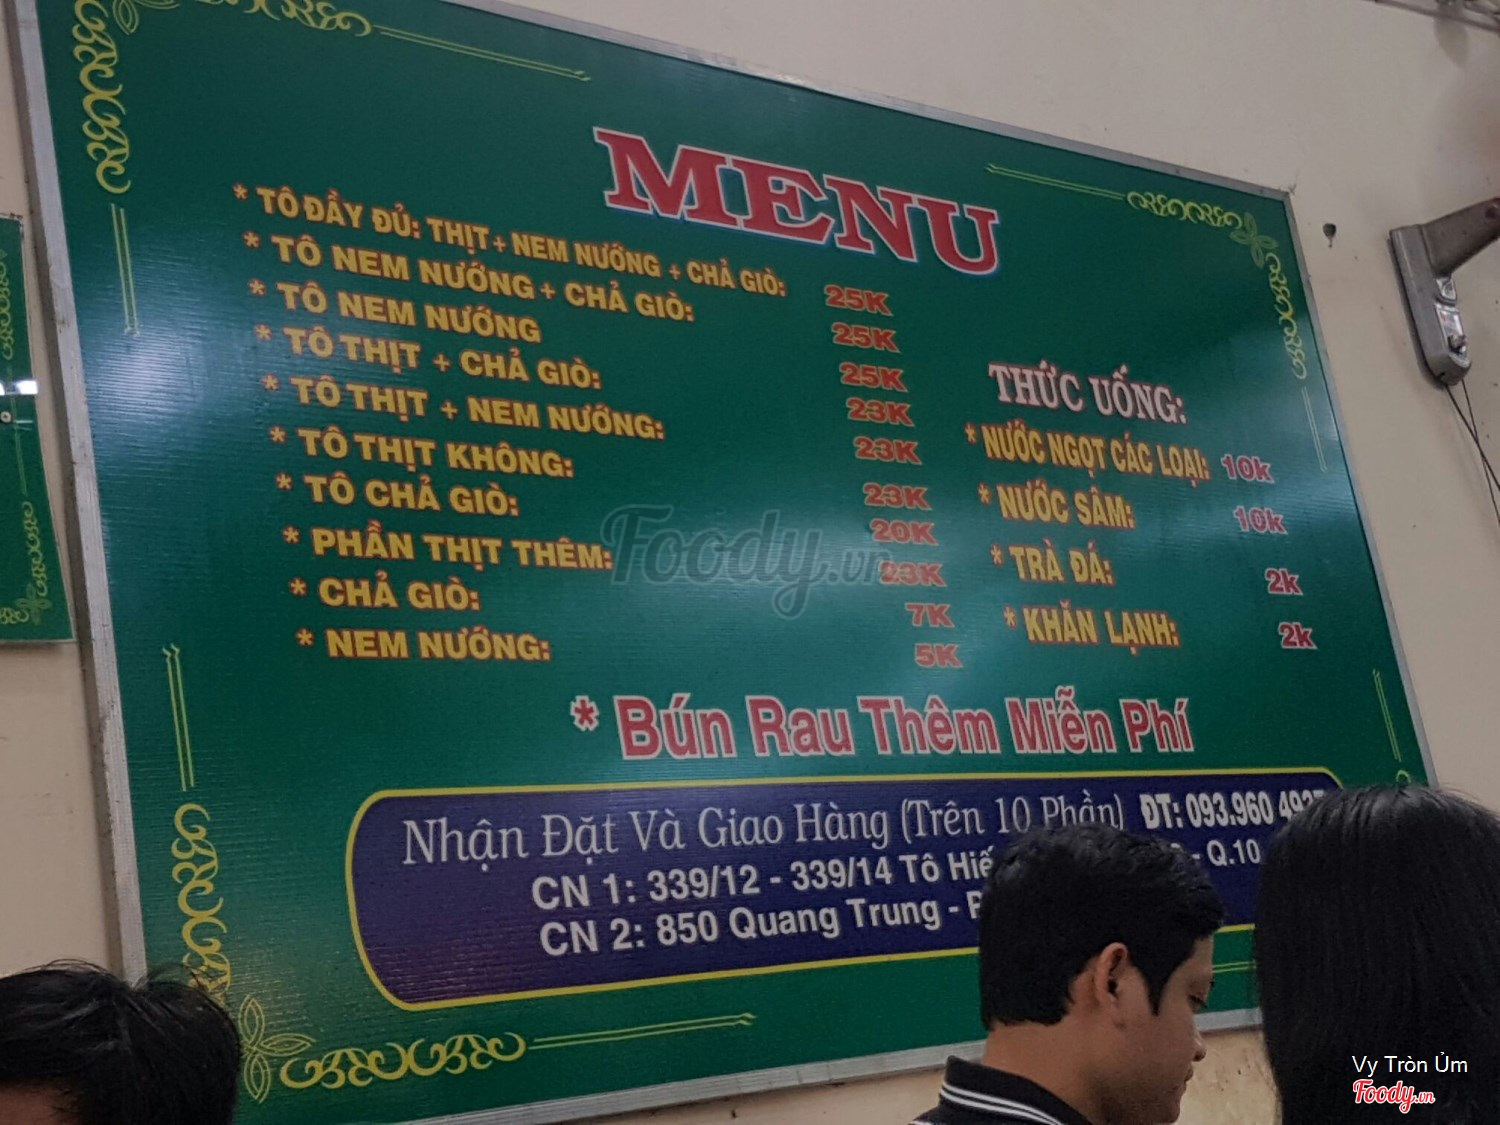 MENU
* TÔ ĐẦY ĐỦ: THỊT + NEM NƯỚNG + CHẢ GIÒ: 25K
* TÔ NEM NƯỚNG + CHẢ GIÒ: 25K
* TÔ NEM NƯỚNG 25K
* TÔ THỊT + CHẢ GIÒ: 23K
* TÔ THỊT + NEM NƯỚNG: 23K
* TÔ THỊT KHÔNG: 23K
* TÔ CHẢ GIÒ: 20K
* PHẦN THỊT THÊM: 23K
* CHẢ GIÒ: 7K
* NEM NƯỚNG: 5K
THỨC UỐNG:
* NƯỚC NGỌT CÁC LOẠI: 10k
* NƯỚC SÂM: 10k
* TRÀ ĐÁ: 2k
* KHĂN LẠNH: 2k
* Bún Rau Thêm Miễn Phí
Nhận Đặt Và Giao Hàng (Trên 10 Phần) ĐT: 093.960
CN 1: 339/12 - 339/14 Tô - Q.10
CN 2: 850 Quang Trung -
Foody.vn
Vy Tròn Ủm
Foody.vn